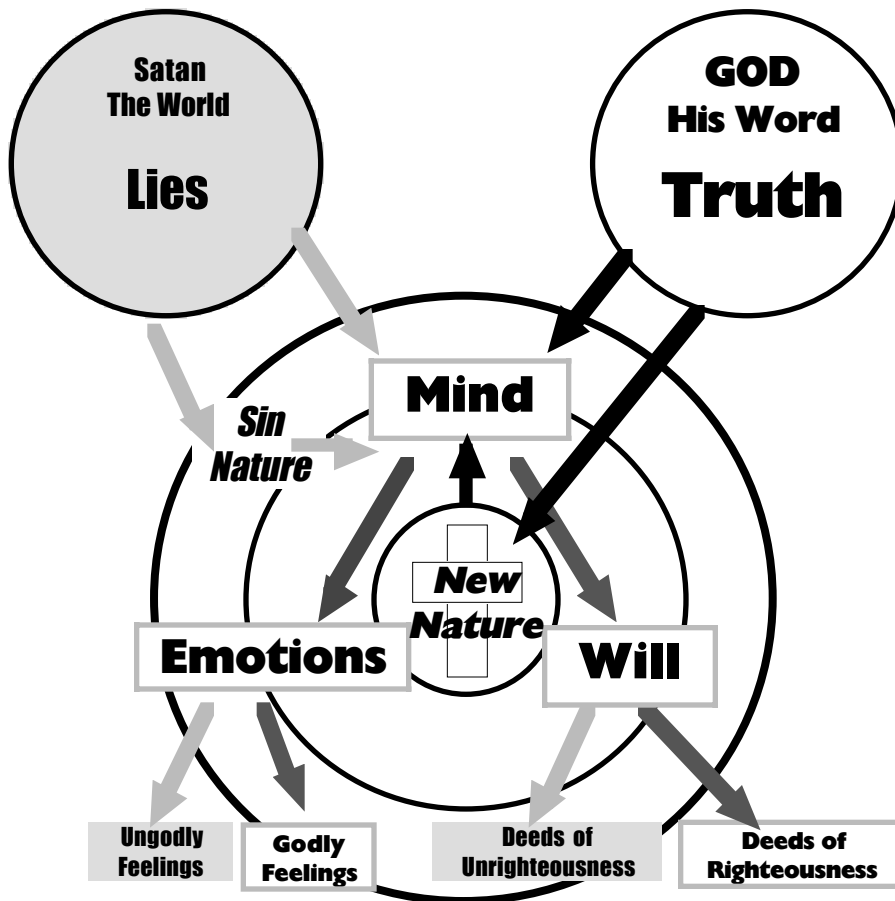 Satan
The World
Lies
GOD
His Word
Truth
Mind
Sin
Nature
New
Nature
Emotions
Will
Ungodly
Feelings
Godly
Feelings
Deeds of
Unrighteousness
Deeds of
Righteousness